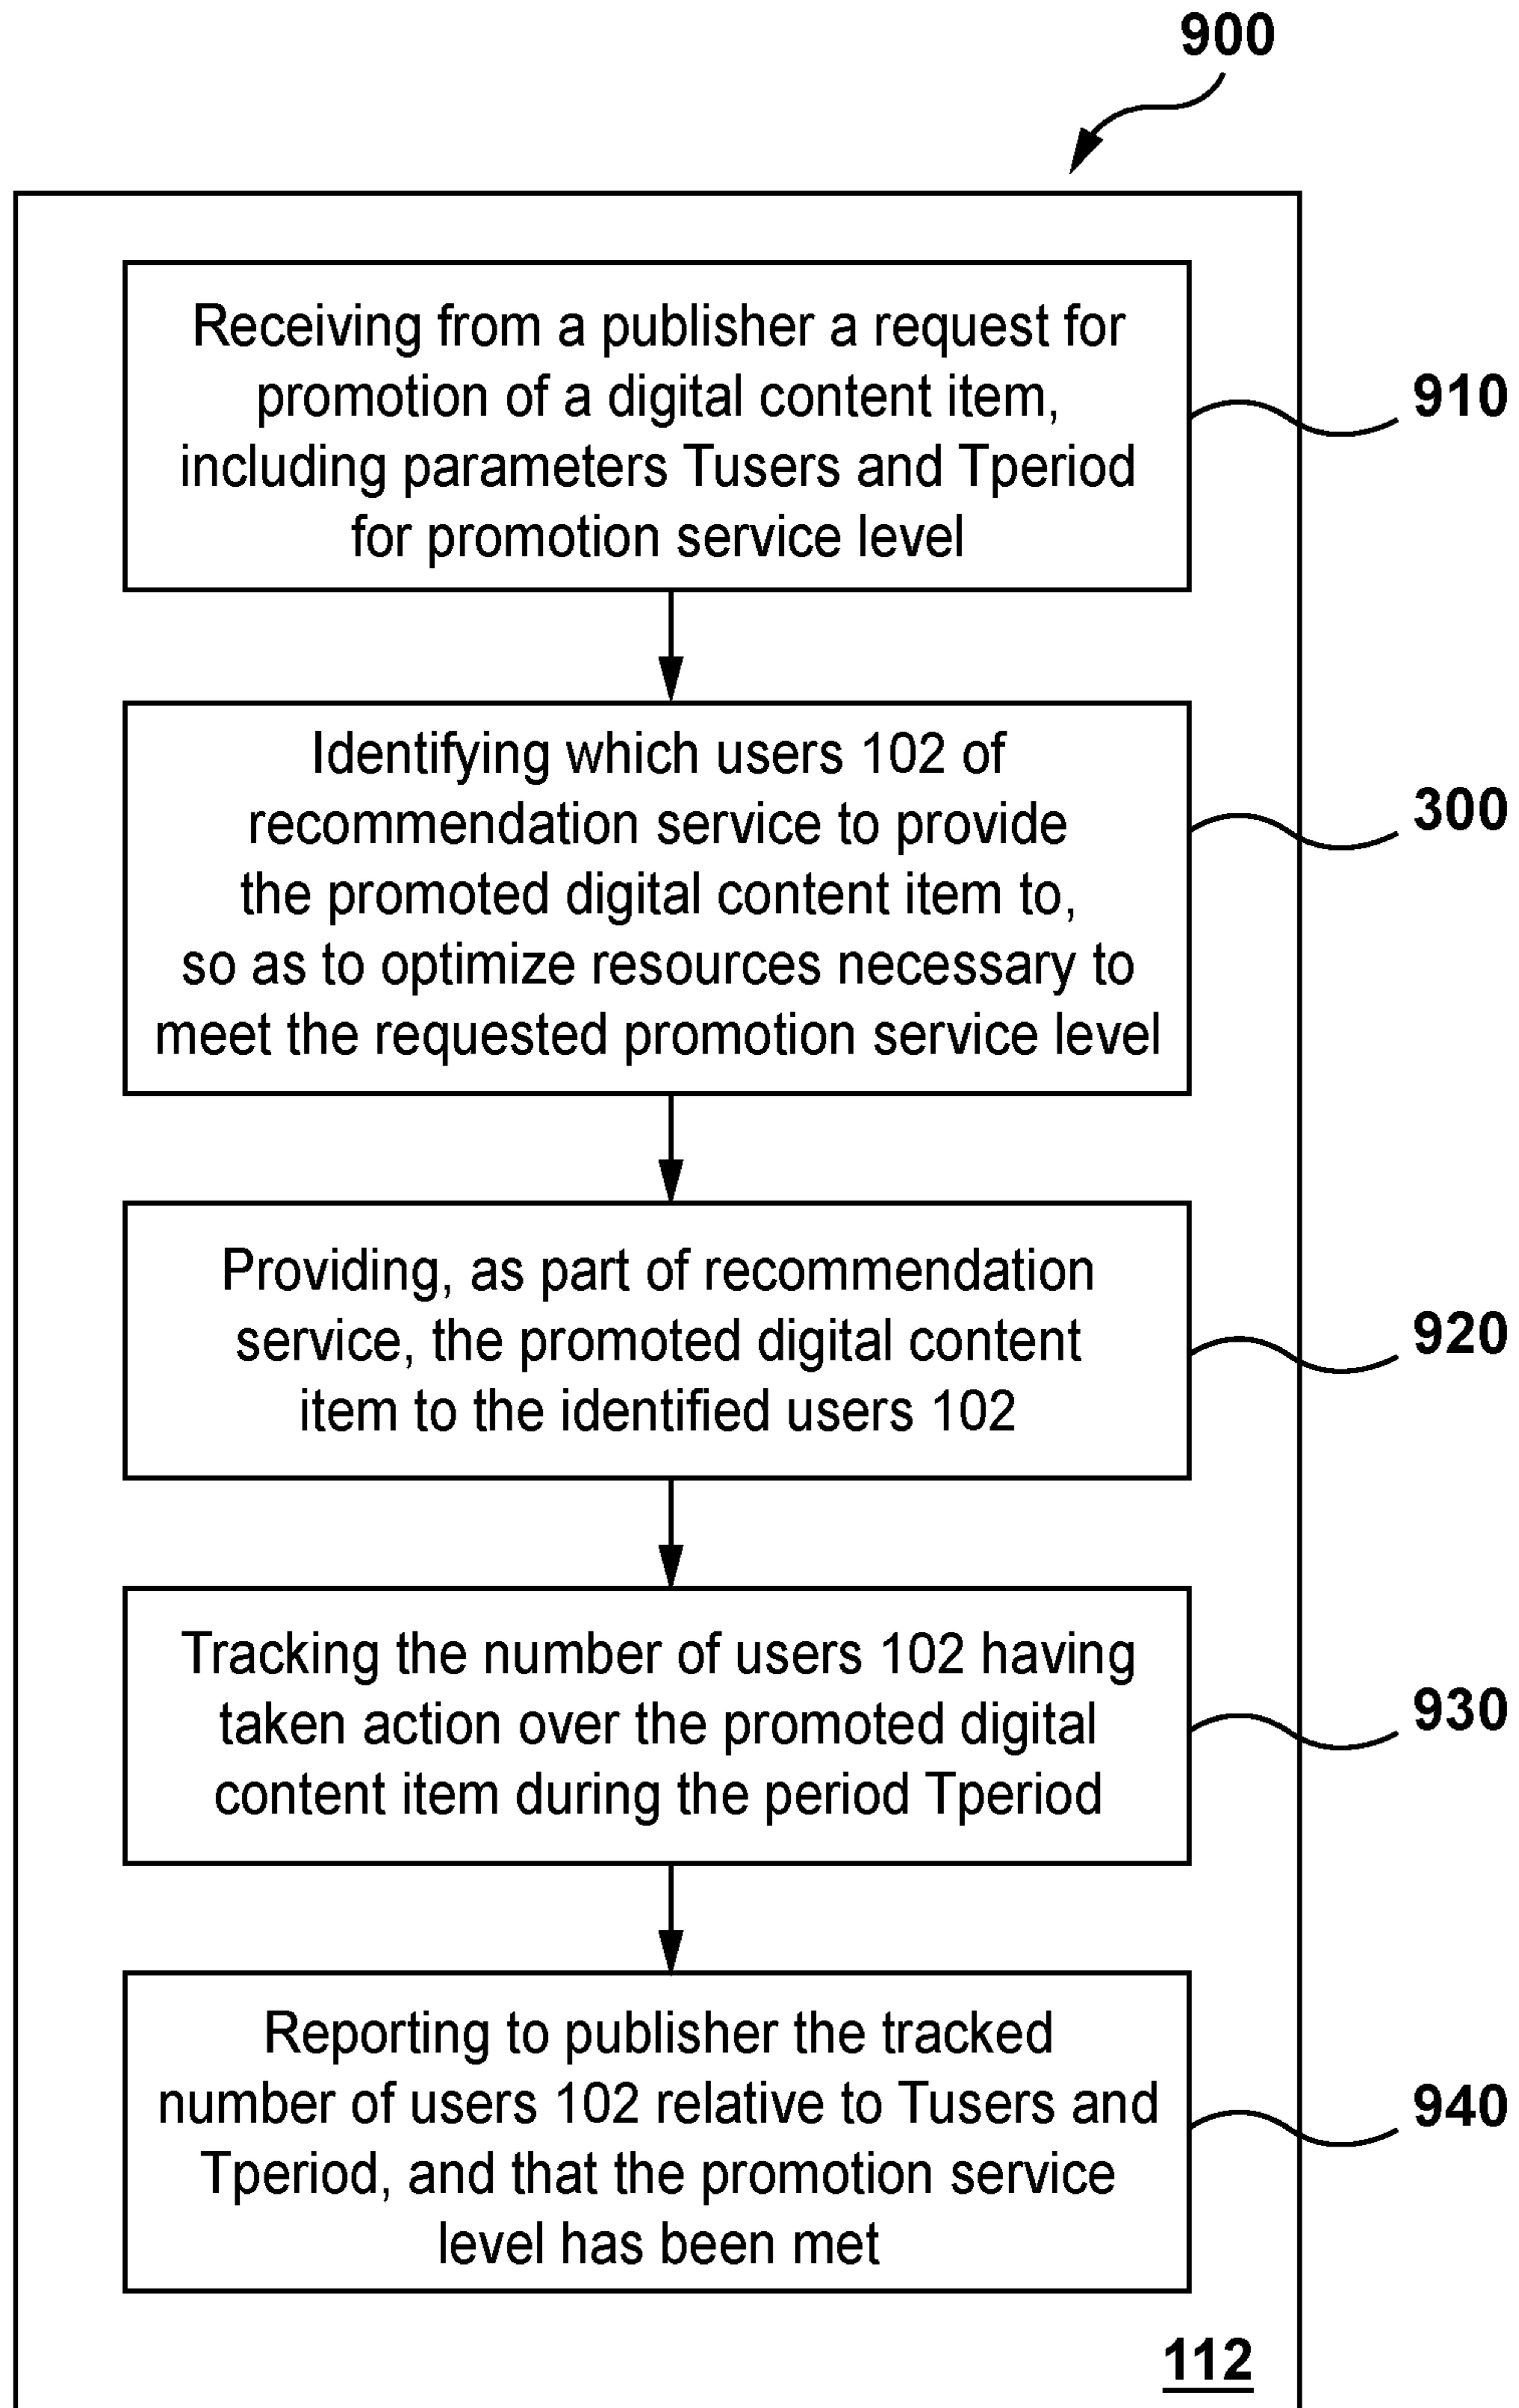 900
Receiving from a publisher a request for
promotion of a digital content item,
including parameters Tusers and Tperiod
for promotion service level
910
Identifying which users 102 of
recommendation service to provide
the promoted digital content item to,
so as to optimize resources necessary to
meet the requested promotion service level
300
Providing, as part of recommendation
service, the promoted digital content
item to the identified users 102
920
Tracking the number of users 102 having
taken action over the promoted digital
content item during the period Tperiod
930
Reporting to publisher the tracked
number of users 102 relative to Tusers and
Tperiod, and that the promotion service
level has been met
940
112